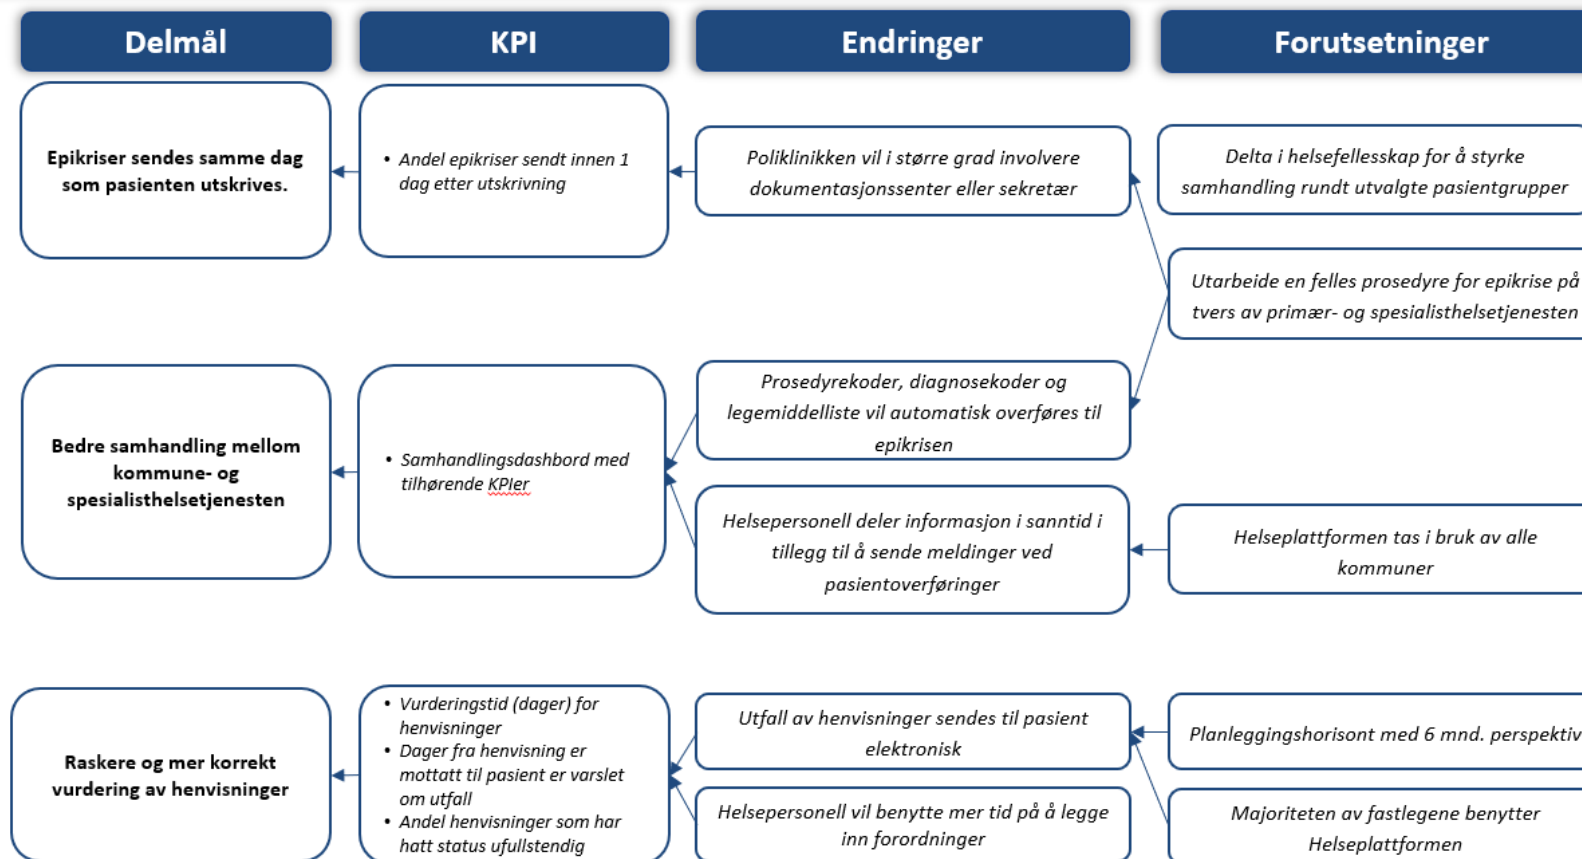 Delmål
KPI
Endringer
Forutsetninger
Epikriser sendes samme dag
som pasienten utskrives.
• Andel epikriser sendt innen 1
dag etter utskrivning
Poliklinikken vil i større grad involvere
dokumentasjonssenter eller sekretær
Delta i helsefellesskap for å styrke
samhandling rundt utvalgte pasientgrupper
Utarbeide en felles prosedyre for epikrise på
tvers av primær- og spesialisthelsetjenesten
Bedre samhandling mellom
kommune- og
spesialisthelsetjenesten
• Samhandlingsdashbord med
tilhørende KPIer
Prosedyrekoder, diagnosekoder og
legemiddelliste vil automatisk overføres til
epikrisen
Helsepersonell deler informasjon i sanntid i
tillegg til å sende meldinger ved
pasientoverføringer
Helseplattformen tas i bruk av alle
kommuner
Raskere og mer korrekt
vurdering av henvisninger
• Vurderingstid (dager) for
henvisninger
• Dager fra henvisning er
mottatt til pasient er varslet
om utfall
• Andel henvisninger som har
hatt status ufullstendig
Utfall av henvisninger sendes til pasient
elektronisk
Helsepersonell vil benytte mer tid på å legge
inn forordninger
Planleggingshorisont med 6 mnd. perspektiv
Majoriteten av fastlegene benytter
Helseplattformen